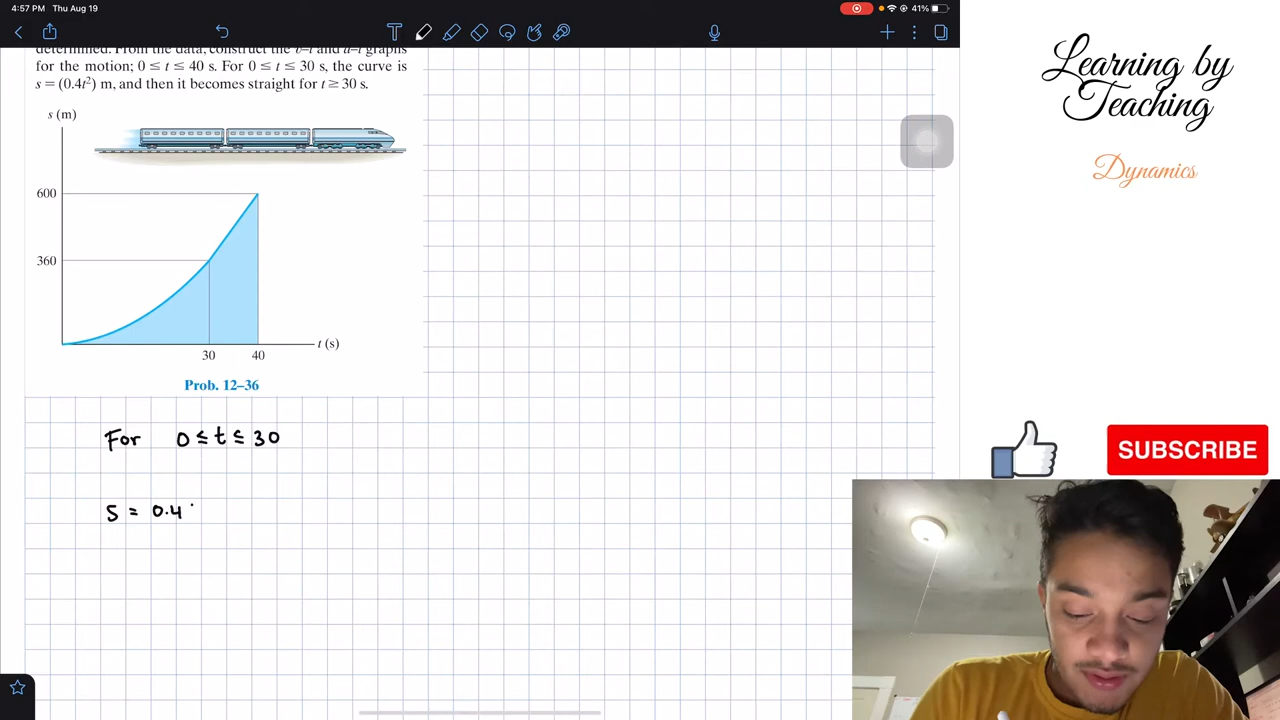 4:57 PM Thu Aug 19
41%
determined. From the data, construct the v–t and a–t graphs
for the motion; 0 ≤ t ≤ 40 s. For 0 ≤ t ≤ 30 s, the curve is
s = (0.4t²) m, and then it becomes straight for t ≥ 30 s.
s (m)
600
360
t (s)
30
40
Prob. 12–36
For 0 ≤ t ≤ 30
S = 0.4
Learning by
Teaching
Dynamics
SUBSCRIBE